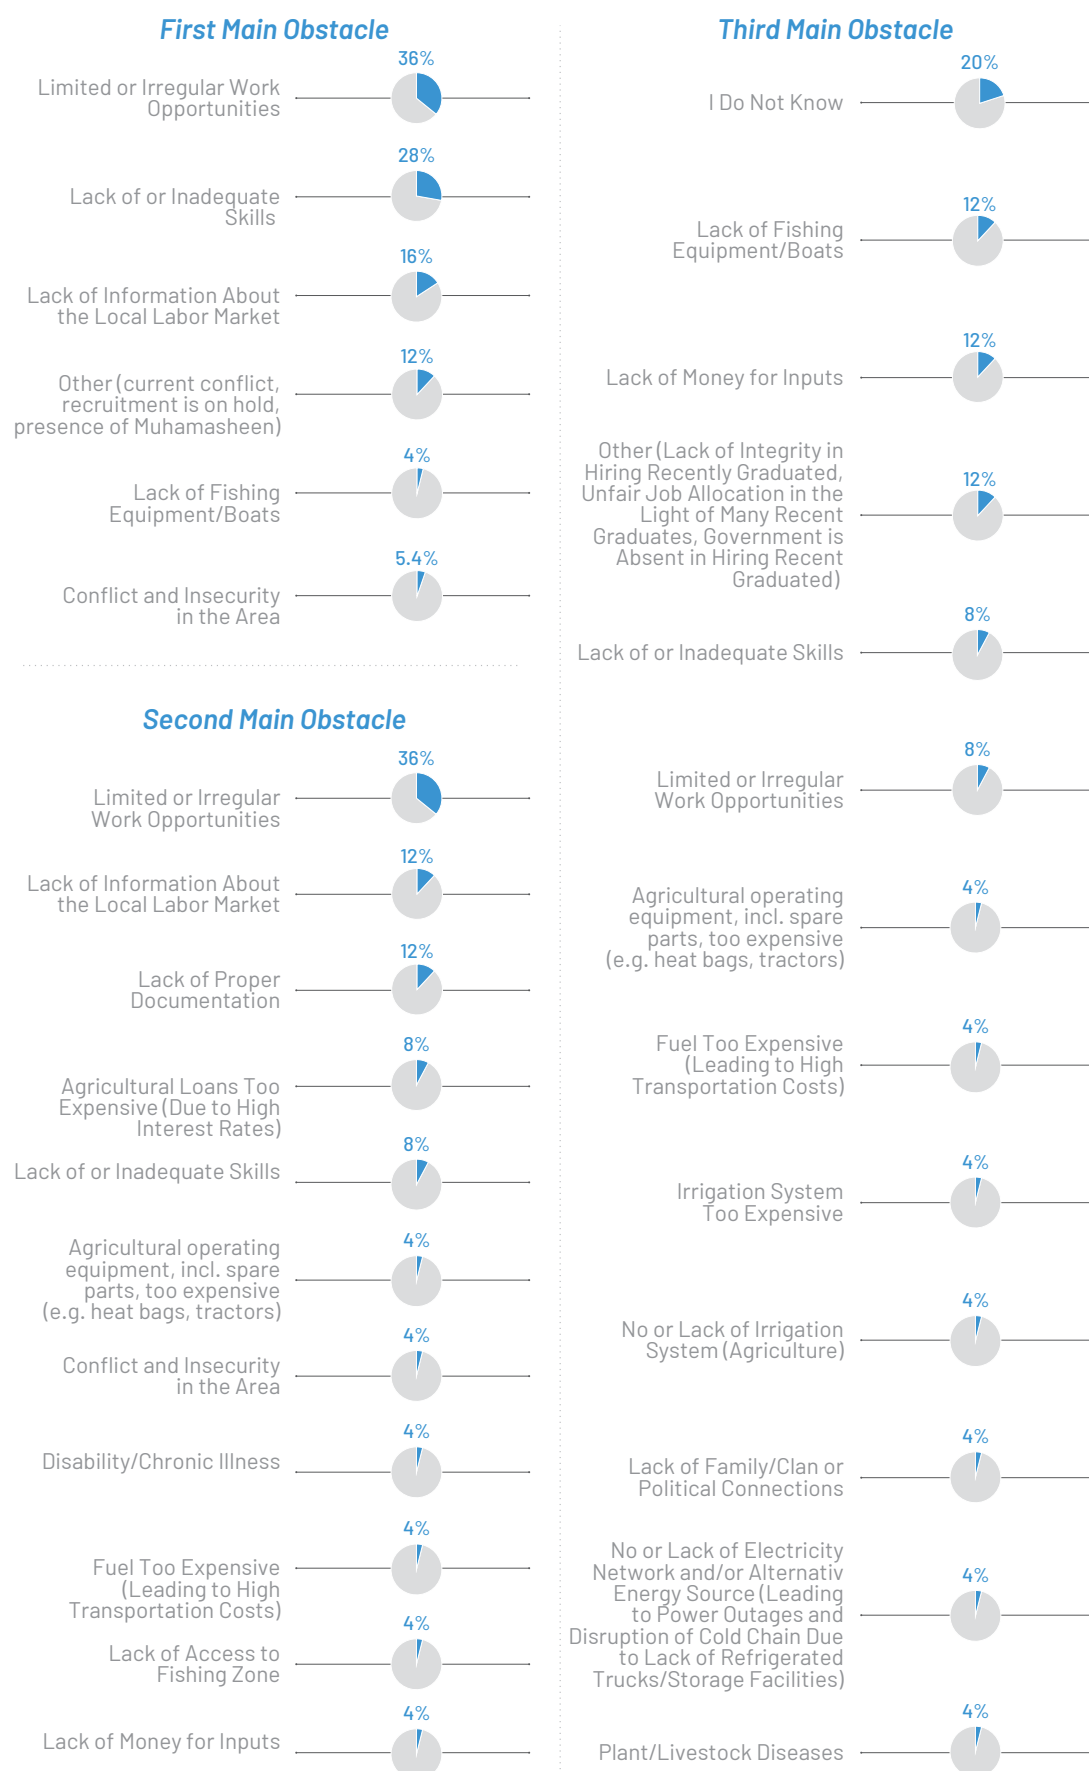 First Main Obstacle
36%
Limited or Irregular Work
Opportunities
28%
Lack of or Inadequate
Skills
16%
Lack of Information About
the Local Labor Market
12%
Other (current conflict,
recruitment is on hold,
presence of Muhamasheen)
4%
Lack of Fishing
Equipment/Boats
5.4%
Conflict and Insecurity
in the Area
Second Main Obstacle
36%
Limited or Irregular
Work Opportunities
12%
Lack of Information About
the Local Labor Market
12%
Lack of Proper
Documentation
8%
Agricultural Loans Too
Expensive (Due to High
Interest Rates)
8%
Lack of or Inadequate Skills
4%
Agricultural operating
equipment, incl. spare
parts, too expensive
(e.g. heat bags, tractors)
4%
Conflict and Insecurity
in the Area
4%
Disability/Chronic Illness
4%
Fuel Too Expensive
(Leading to High
Transportation Costs)
4%
Lack of Access to
Fishing Zone
4%
Lack of Money for Inputs
Third Main Obstacle
20%
I Do Not Know
12%
Lack of Fishing
Equipment/Boats
12%
Lack of Money for Inputs
12%
Other (Lack of Integrity in
Hiring Recently Graduated,
Unfair Job Allocation in the
Light of Many Recent
Graduates, Government is
Absent in Hiring Recent
Graduated)
8%
Lack of or Inadequate Skills
8%
Limited or Irregular
Work Opportunities
4%
Agricultural operating
equipment, incl. spare
parts, too expensive
(e.g. heat bags, tractors)
4%
Fuel Too Expensive
(Leading to High
Transportation Costs)
4%
Irrigation System
Too Expensive
4%
No or Lack of Irrigation
System (Agriculture)
4%
Lack of Family/Clan or
Political Connections
4%
No or Lack of Electricity
Network and/or Alternativ
Energy Source (Leading
to Power Outages and
Disruption of Cold Chain Due
to Lack of Refrigerated
Trucks/Storage Facilities)
4%
Plant/Livestock Diseases